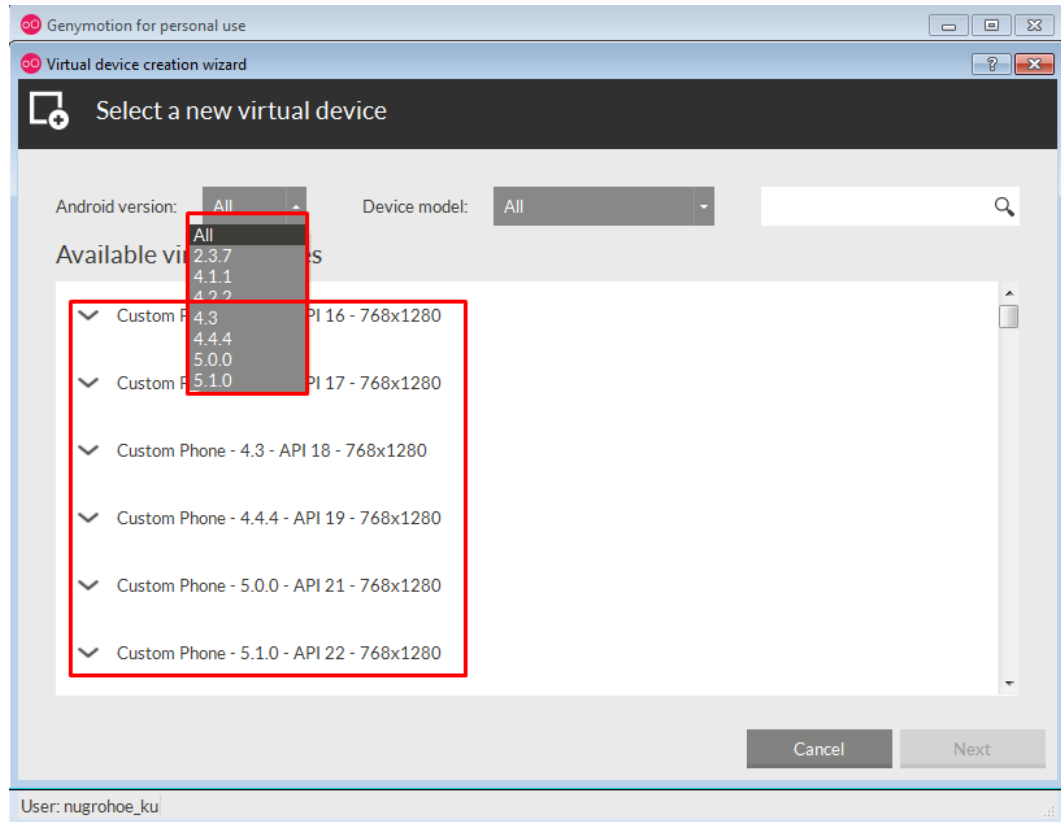 Genymotion for personal use
Virtual device creation wizard
Select a new virtual device
Android version: All Device model: All
All
2.3.7
4.1.1
4.2.2
4.3
4.4.4
5.0.0
5.1.0
Available vi es
Custom P PI 16 - 768x1280
Custom P PI 17 - 768x1280
Custom Phone - 4.3 - API 18 - 768x1280
Custom Phone - 4.4.4 - API 19 - 768x1280
Custom Phone - 5.0.0 - API 21 - 768x1280
Custom Phone - 5.1.0 - API 22 - 768x1280
Cancel Next
User: nugrohoe_ku